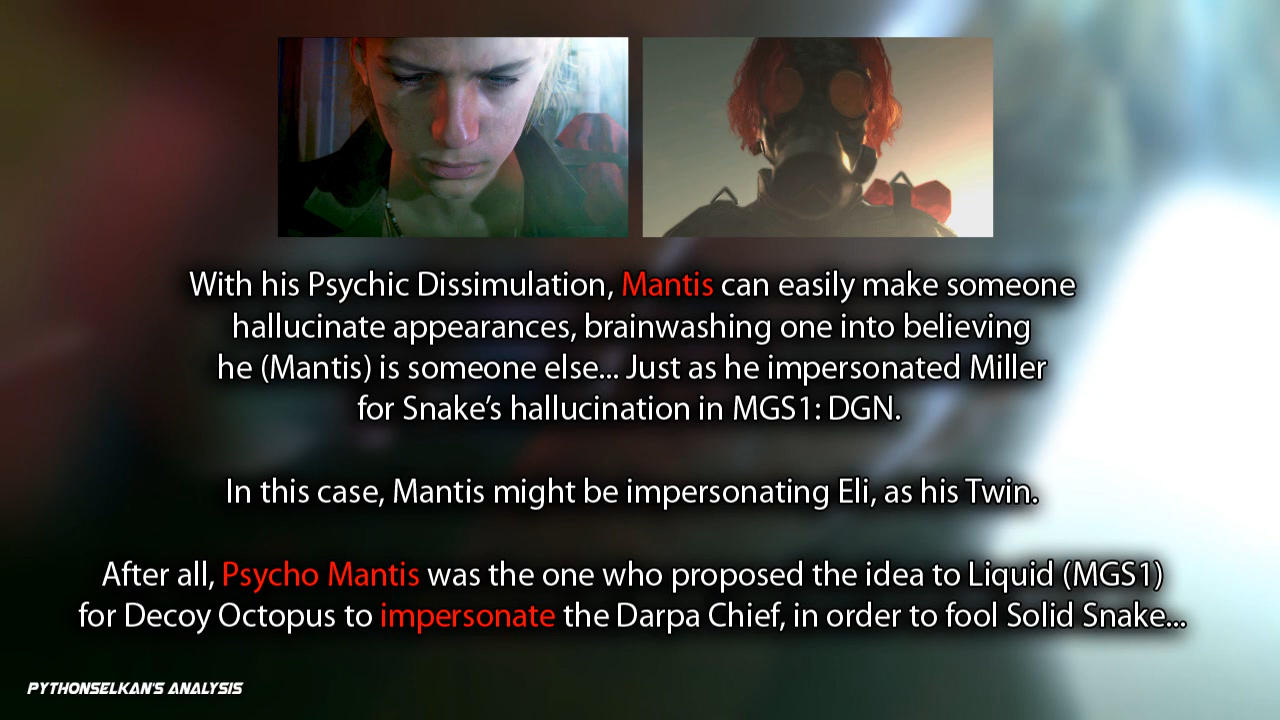 With his Psychic Dissimulation, Mantis can easily make someone
hallucinate appearances, brainwashing one into believing
he (Mantis) is someone else... Just as he impersonated Miller
for Snake’s hallucination in MGS1: DGN.
In this case, Mantis might be impersonating Eli, as his Twin.
After all, Psycho Mantis was the one who proposed the idea to Liquid (MGS1)
for Decoy Octopus to impersonate the Darpa Chief, in order to fool Solid Snake...
PYTHONSELKAN'S ANALYSIS